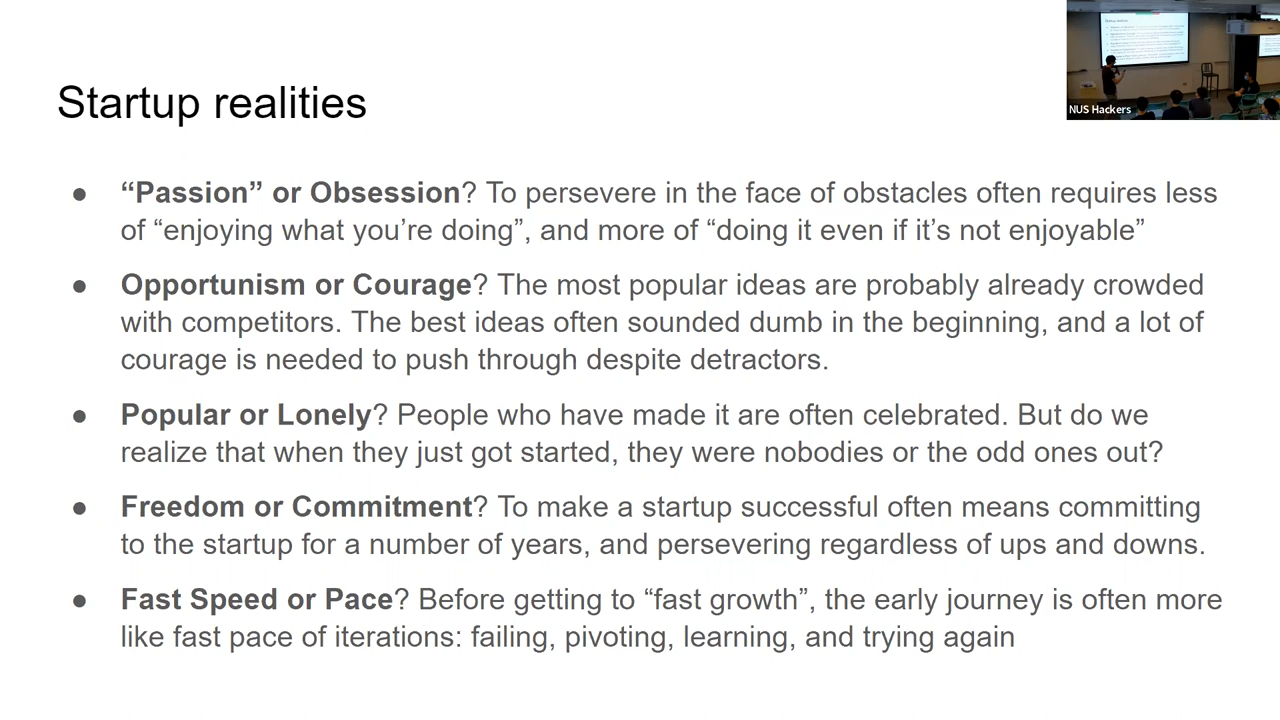 Startup realities
NUS Hackers
● “Passion” or Obsession? To persevere in the face of obstacles often requires less
of “enjoying what you’re doing”, and more of “doing it even if it’s not enjoyable”
● Opportunism or Courage? The most popular ideas are probably already crowded
with competitors. The best ideas often sounded dumb in the beginning, and a lot of
courage is needed to push through despite detractors.
● Popular or Lonely? People who have made it are often celebrated. But do we
realize that when they just got started, they were nobodies or the odd ones out?
● Freedom or Commitment? To make a startup successful often means committing
to the startup for a number of years, and persevering regardless of ups and downs.
● Fast Speed or Pace? Before getting to “fast growth”, the early journey is often more
like fast pace of iterations: failing, pivoting, learning, and trying again